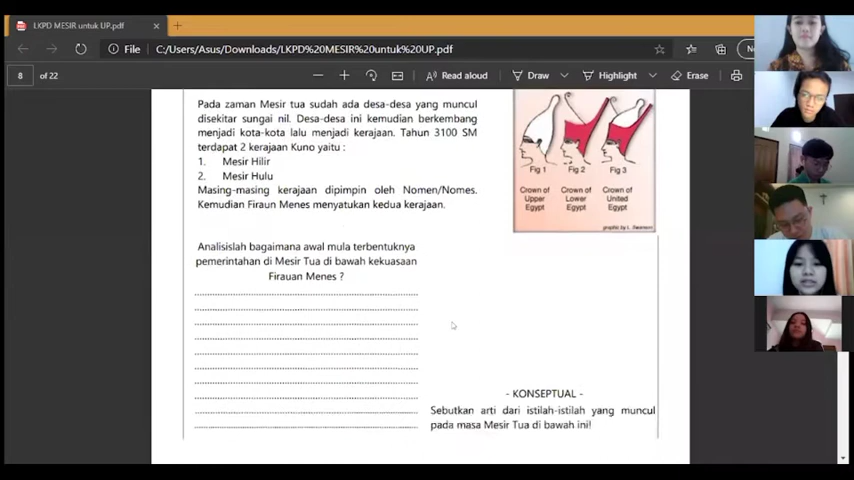 LKPD MESIR untuk UP.pdf
File
C:/Users/Asus/Downloads/LKPD%20MESIR%20untuk%20UP.pdf
8 of 22
Read aloud
Draw
Highlight
Erase
Pada zaman Mesir tua sudah ada desa-desa yang muncul
disekitar sungai nil. Desa-desa ini kemudian berkembang
menjadi kota-kota lalu menjadi kerajaan. Tahun 3100 SM
terdapat 2 kerajaan Kuno yaitu :
1. Mesir Hilir
2. Mesir Hulu
Masing-masing kerajaan dipimpin oleh Nomen/Nomes.
Kemudian Firaun Menes menyatukan kedua kerajaan.
Fig 1 Fig 2 Fig 3
Crown of Upper Egypt
Crown of Lower Egypt
Crown of United Egypt
Analisislah bagaimana awal mula terbentuknya
pemerintahan di Mesir Tua di bawah kekuasaan
Firauan Menes ?
- KONSEPTUAL -
Sebutkan arti dari istilah-istilah yang muncul
pada masa Mesir Tua di bawah ini!